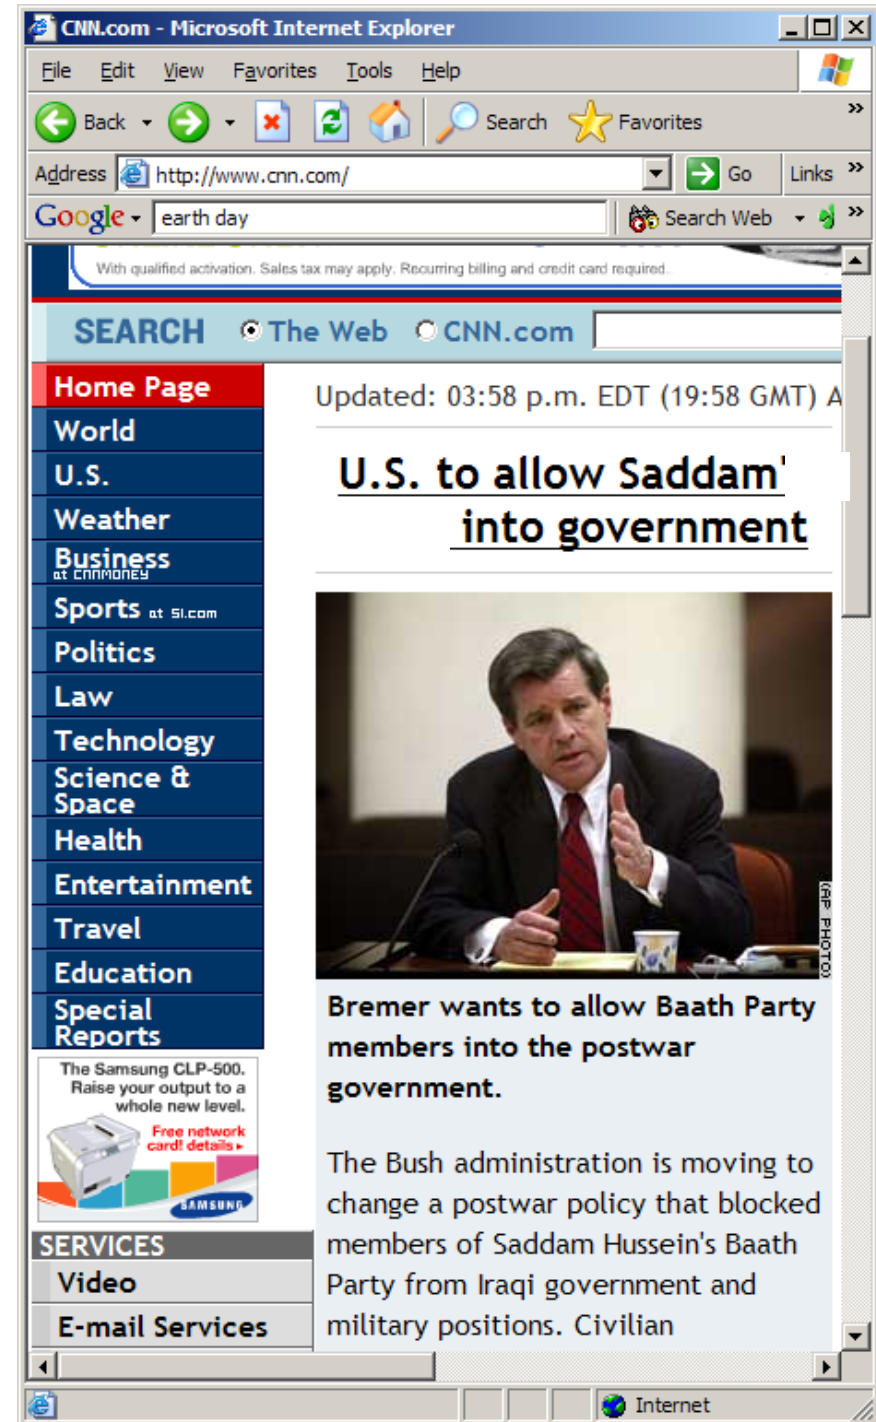 CNN.com - Microsoft Internet Explorer
File Edit View Favorites Tools Help
Back Search Favorites »
Address http://www.cnn.com/ Go Links »
Google earth day Search Web »
With qualified activation. Sales tax may apply. Recurring billing and credit card required.
SEARCH The Web CNN.com
Home Page
World
U.S.
Weather
Business
at CNNMONEY
Sports at SI.com
Politics
Law
Technology
Science &
Space
Health
Entertainment
Travel
Education
Special
Reports
The Samsung CLP-500.
Raise your output to a
whole new level.
Free network
card! details
SAMSUNG
SERVICES
Video
E-mail Services
Updated: 03:58 p.m. EDT (19:58 GMT) A
U.S. to allow Saddam'
into government
(AP PHOTO)
Bremer wants to allow Baath Party
members into the postwar
government.
The Bush administration is moving to
change a postwar policy that blocked
members of Saddam Hussein's Baath
Party from Iraqi government and
military positions. Civilian
Internet